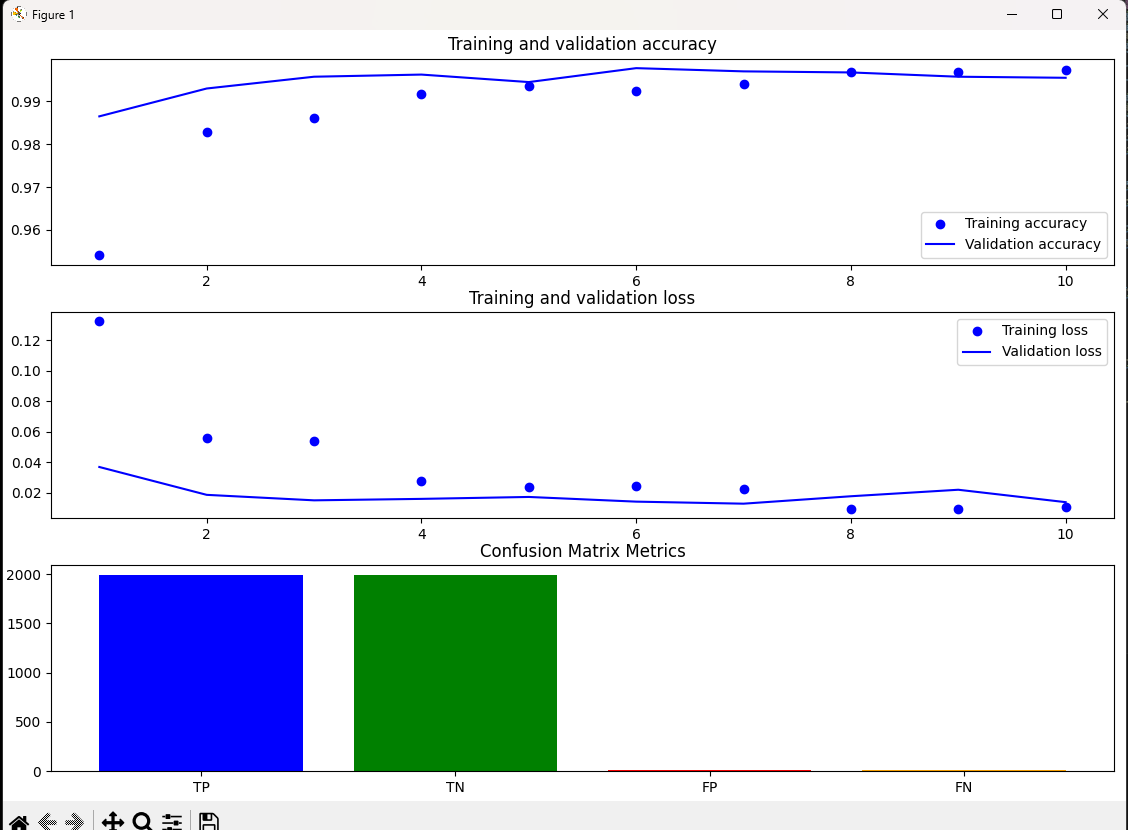 Figure 1
Training and validation accuracy
0.99
0.98
0.97
0.96
Training accuracy
Validation accuracy
2 4 6 8 10
Training and validation loss
0.12
0.10
0.08
0.06
0.04
0.02
Training loss
Validation loss
2 4 6 8 10
Confusion Matrix Metrics
2000
1500
1000
500
0
TP TN FP FN